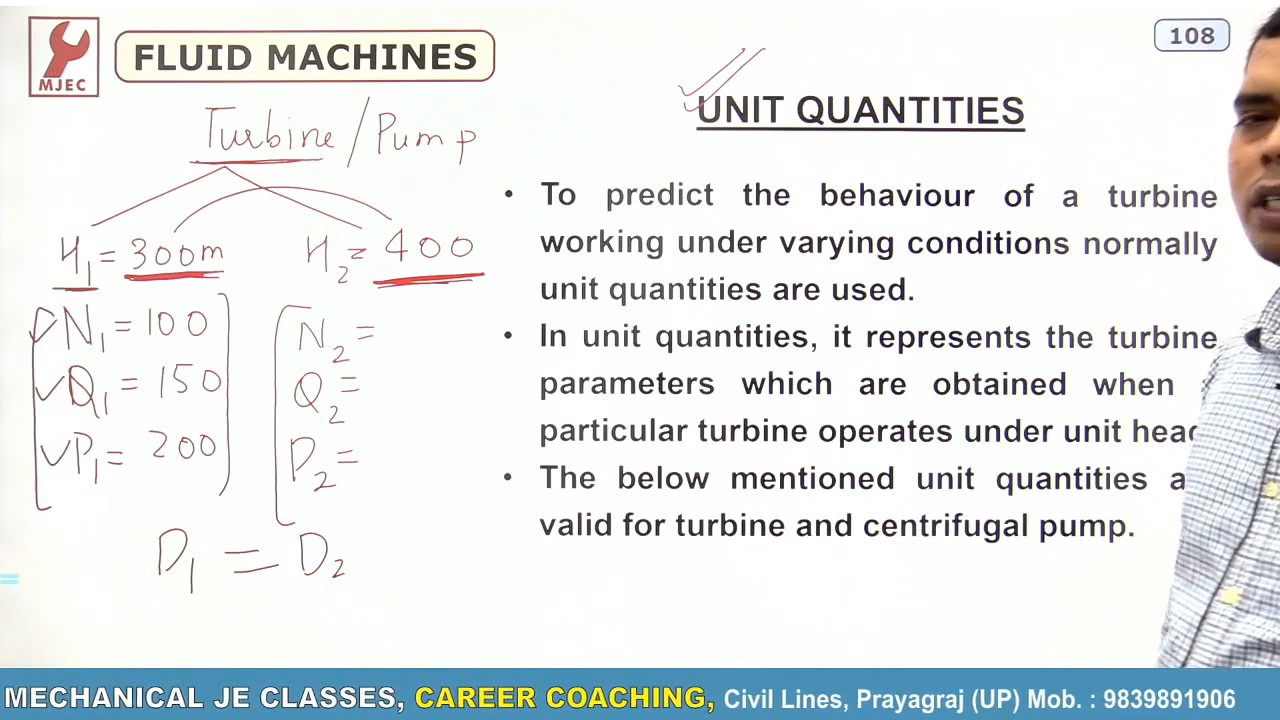 MJEC
FLUID MACHINES
108
Turbine/Pump
H1 = 300m
H2 = 400
N1 = 100
Q1 = 150
P1 = 200
N2 =
Q2 =
P2 =
D1 = D2
UNIT QUANTITIES
• To predict the behaviour of a turbine
working under varying conditions normally
unit quantities are used.
• In unit quantities, it represents the turbine
parameters which are obtained when
particular turbine operates under unit head
• The below mentioned unit quantities a
valid for turbine and centrifugal pump.
MECHANICAL JE CLASSES, CAREER COACHING, Civil Lines, Prayagraj (UP) Mob. : 9839891906